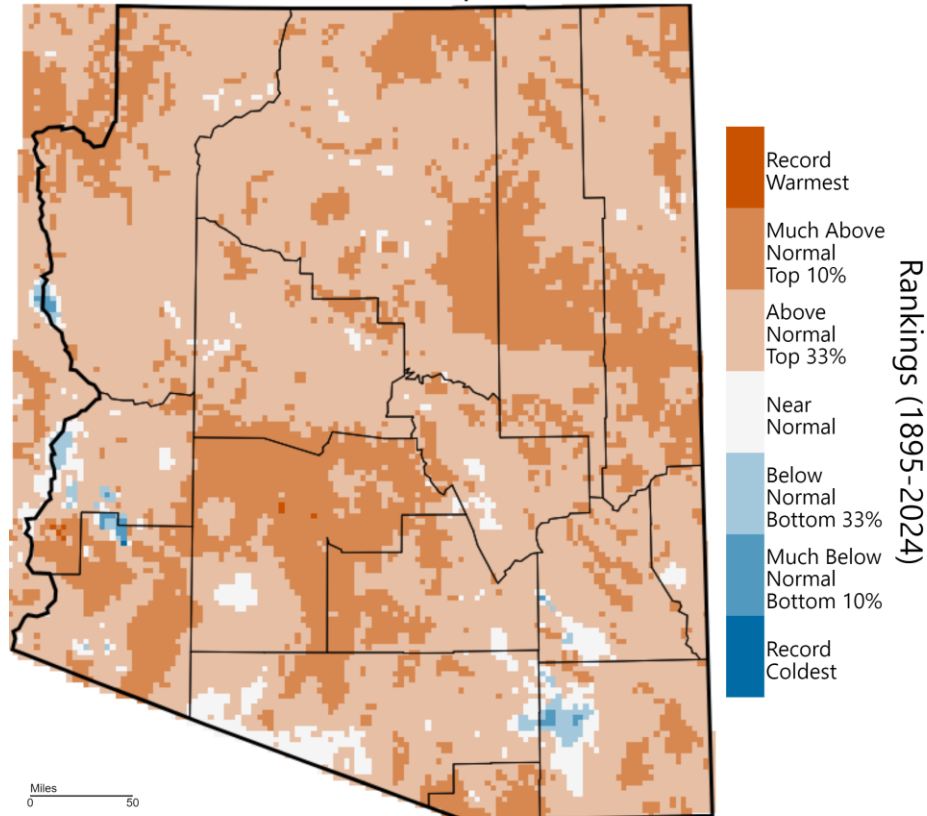 Record
Warmest
Much Above
Normal
Top 10%
Above
Normal
Top 33%
Near
Normal
Below
Normal
Bottom 33%
Much Below
Normal
Bottom 10%
Record
Coldest
Rankings (1895-2024)
Miles
0 50